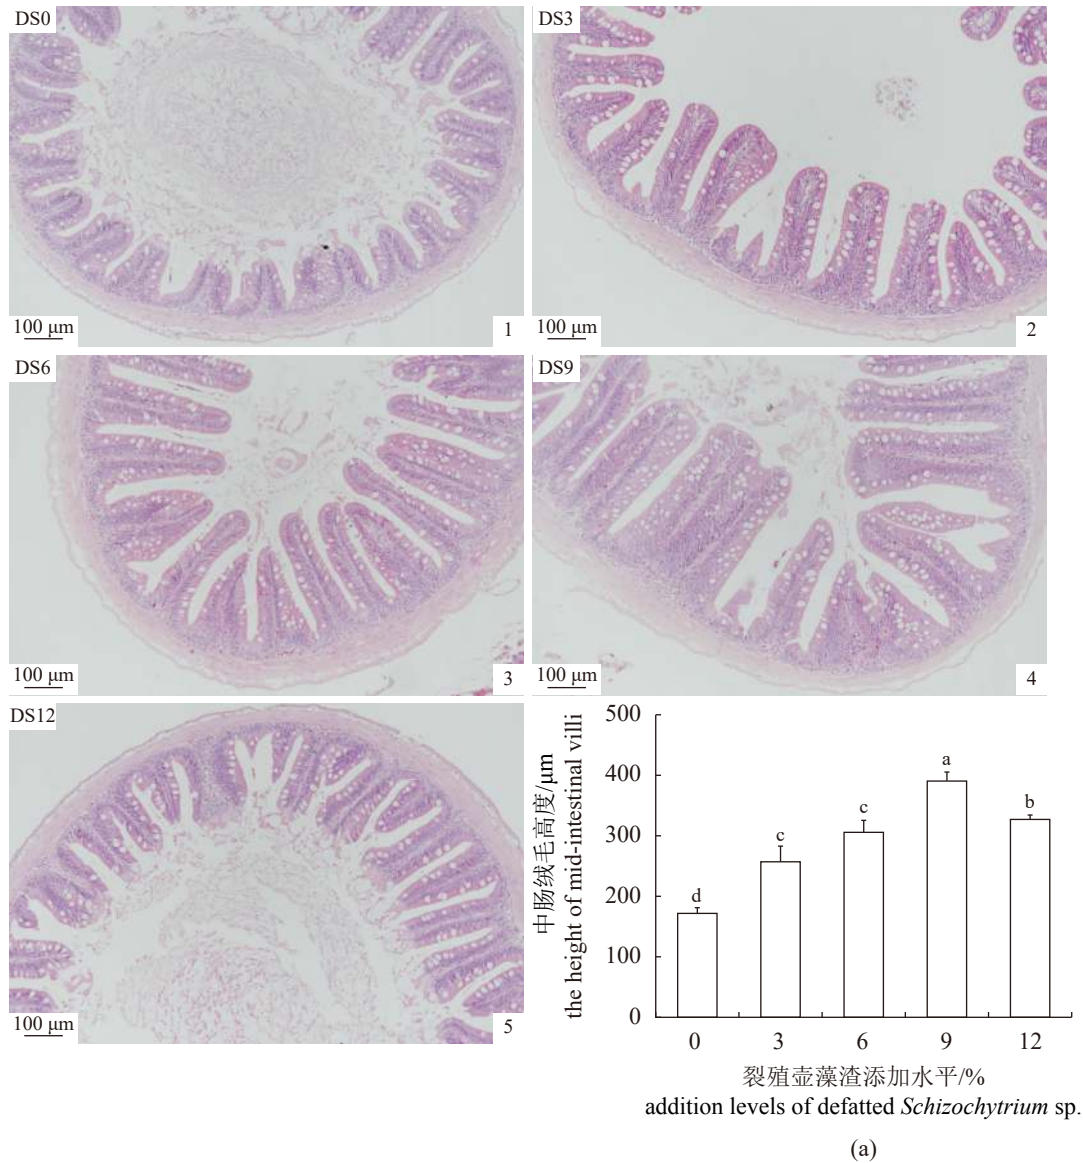 DS0
100 μm
1
DS3
100 μm
2
DS6
100 μm
3
DS9
100 μm
4
DS12
100 μm
5
中肠绒毛高度/μm
the height of mid-intestinal villi
500
400
300
200
100
0
d
c
c
a
b
0 3 6 9 12
裂殖壶藻渣添加水平/%
addition levels of defatted Schizochytrium sp.
(a)